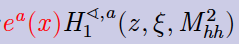 e^a(x) H_1^{∢,a}(z, ξ, M_{hh}^2)